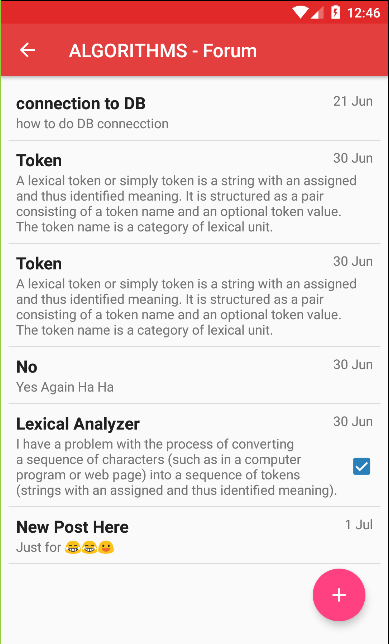 12:46
ALGORITHMS - Forum
connection to DB 21 Jun
how to do DB connecction
Token 30 Jun
A lexical token or simply token is a string with an assigned
and thus identified meaning. It is structured as a pair
consisting of a token name and an optional token value.
The token name is a category of lexical unit.
Token 30 Jun
A lexical token or simply token is a string with an assigned
and thus identified meaning. It is structured as a pair
consisting of a token name and an optional token value.
The token name is a category of lexical unit.
No 30 Jun
Yes Again Ha Ha
Lexical Analyzer 30 Jun
I have a problem with the process of converting
a sequence of characters (such as in a computer
program or web page) into a sequence of tokens
(strings with an assigned and thus identified meaning).
New Post Here 1 Jul
Just for 😂😂😛